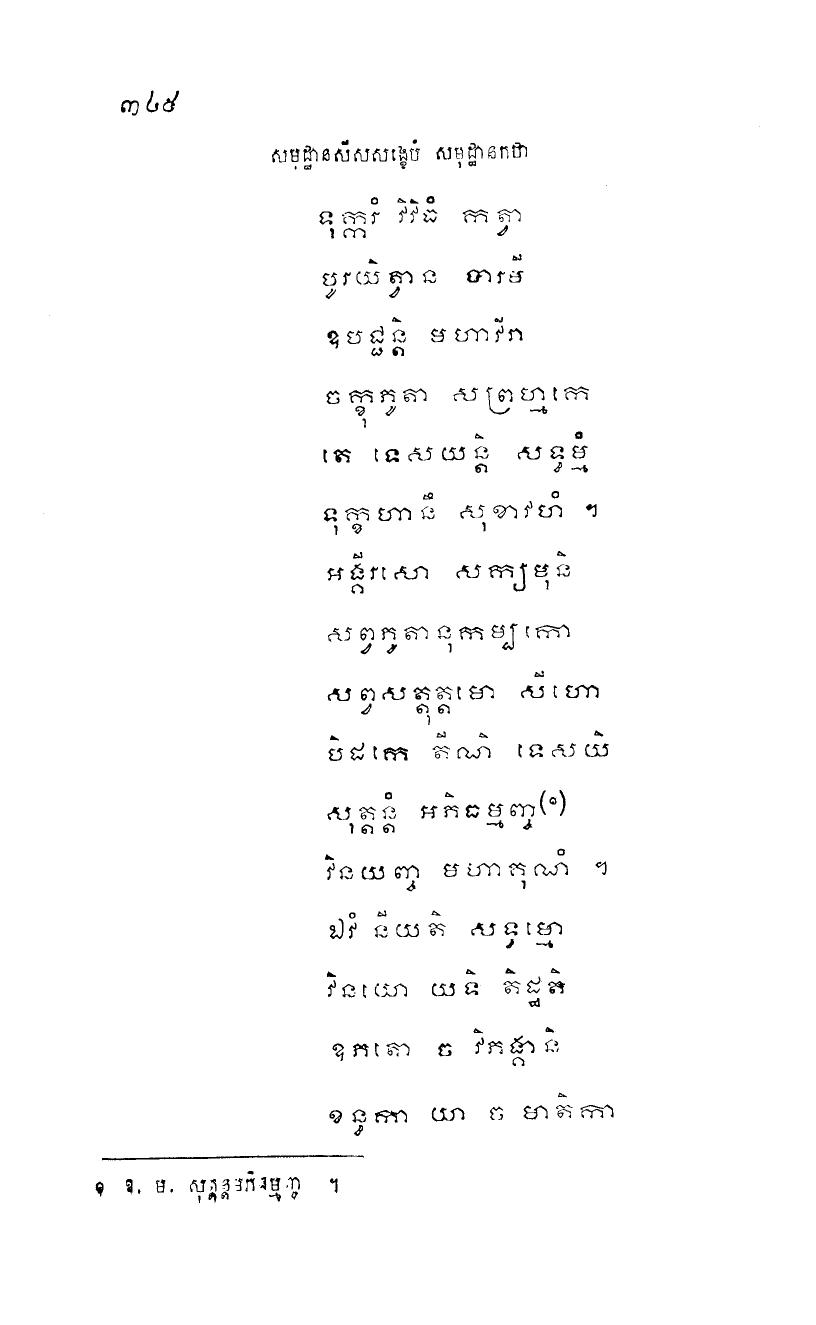 ៣៤៥
សមុដ្ឋានសីសសង្ខេបំ សមុដ្ឋានកថា
ទុក្ករំ វិវិធំ កត្វា
បូរយិត្វាន បារមី
ឧបជ្ជន្តិ មហាវីរា
ចក្ខុភូតា សព្រហ្មកេ
តេ ទេសយន្តិ សទ្ធម្មំ
ទុក្ខហានឹ សុខាវហំ ។
អង្គីរសោ សក្យមុនិ
សព្វភូតានុកម្បកោ
សព្វសត្តុត្តមោ សីហោ
បិដកេ តីណិ ទេសយិ
សុត្តន្តំ អភិធម្មញ្ច(១)
វិនយញ្ច មហាគុណំ ។
ឯវំ នីយតិ សទ្ធម្មោ
វិនយោ យទិ តិដ្ឋតិ
ឧភតោ ច វិភង្គានិ
ខន្ធកា យា ច មាតិកា
១ ឱ. ម. សុត្តន្តមភិធម្មញ្ច ។